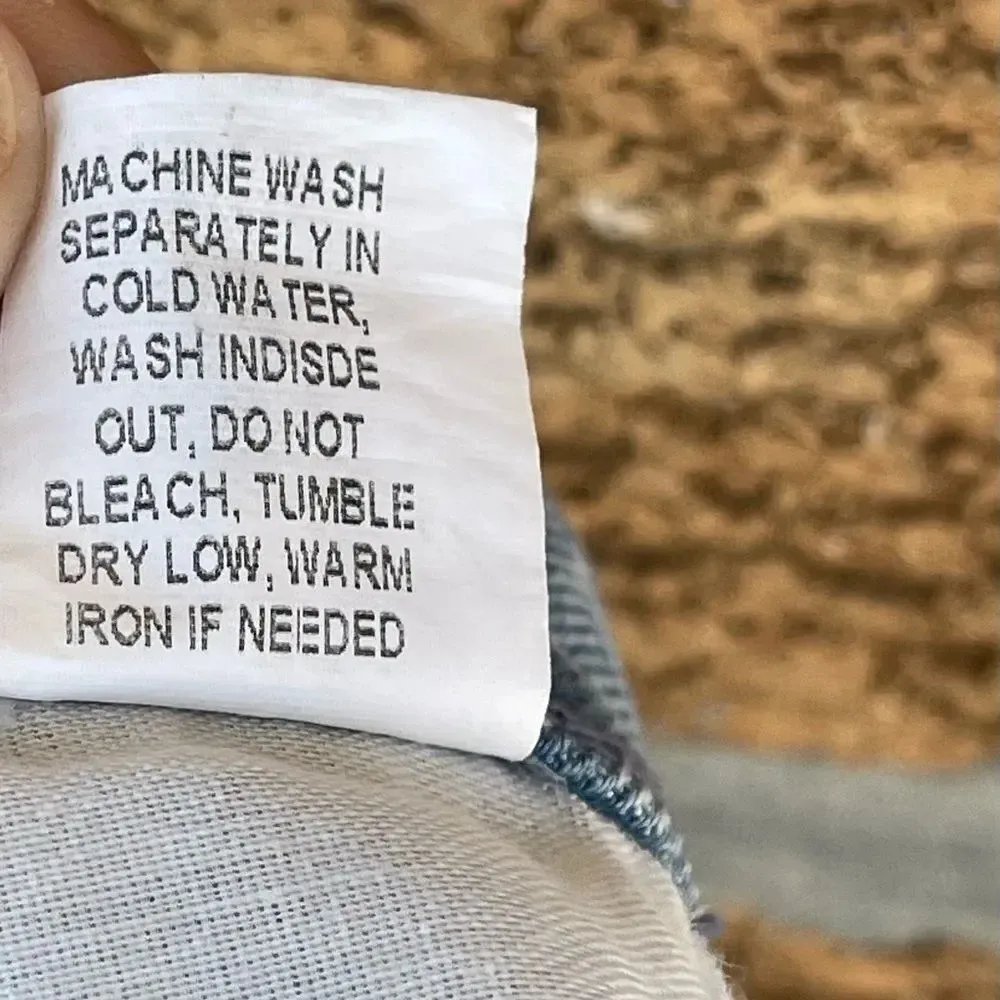 MACHINE WASH
SEPARATELY IN
COLD WATER,
WASH INDISDE
OUT, DO NOT
BLEACH, TUMBLE
DRY LOW, WARM
IRON IF NEEDED